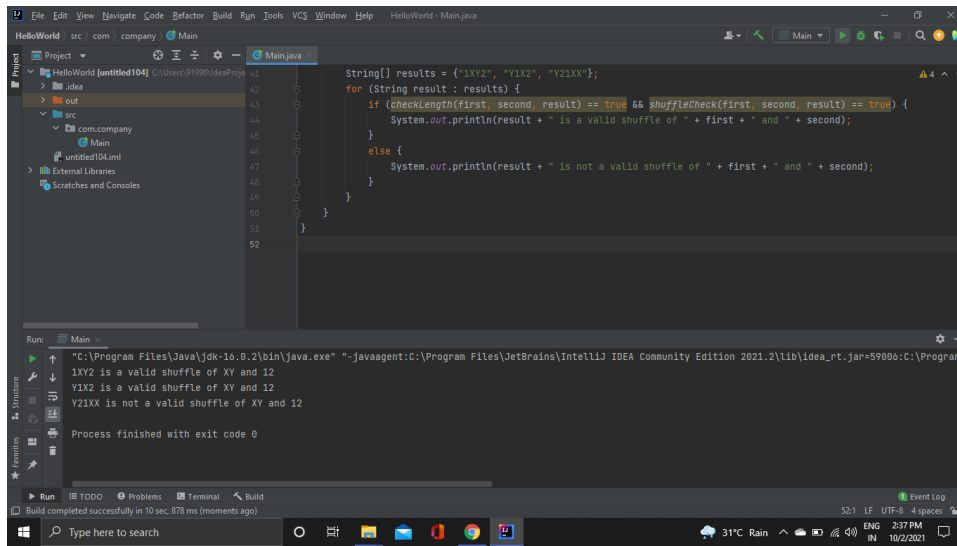 File Edit View Navigate Code Refactor Build Run Tools VCS Window Help HelloWorld - Main.java
HelloWorld src com company Main
Main
Project
Main.java
HelloWorld [untitled104] C:\Users\91996\IdeaProje
.idea
out
src
com.company
Main
untitled104.iml
External Libraries
Scratches and Consoles
4
41 String[] results = {"1XY2", "Y1X2", "Y21XX"};
42 for (String result : results) {
43 if (checkLength(first, second, result) == true && shuffleCheck(first, second, result) == true) {
44 System.out.println(result + " is a valid shuffle of " + first + " and " + second);
45 }
46 else {
47 System.out.println(result + " is not a valid shuffle of " + first + " and " + second);
48 }
49 }
50 }
51 }
52
Project
Structure
Favorites
Run: Main
"C:\Program Files\Java\jdk-16.0.2\bin\java.exe" "-javaagent:C:\Program Files\JetBrains\IntelliJ IDEA Community Edition 2021.2\lib\idea_rt.jar=59006:C:\Program
1XY2 is a valid shuffle of XY and 12
Y1X2 is a valid shuffle of XY and 12
Y21XX is not a valid shuffle of XY and 12
Process finished with exit code 0
Run TODO Problems Terminal Build 1 Event Log
Build completed successfully in 10 sec, 878 ms (moments ago) 52:1 LF UTF-8 4 spaces
Type here to search
31°C Rain
ENG
IN
2:37 PM
10/2/2021